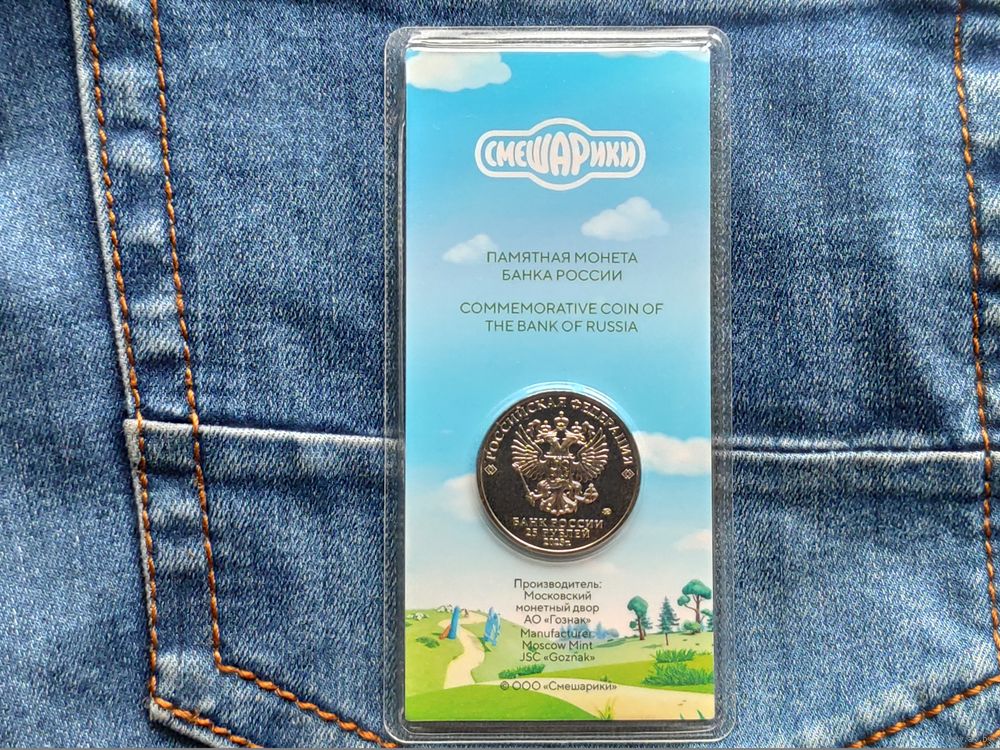 СМЕШАРИКИ
ПАМЯТНАЯ МОНЕТА
БАНКА РОССИИ
COMMEMORATIVE COIN OF
THE BANK OF RUSSIA
РОССИЙСКАЯ ФЕДЕРАЦИЯ
БАНК РОССИИ
25 РУБЛЕЙ
2023 г.
Производитель:
Московский
монетный двор
АО «Гознак»
Manufacturer
Moscow Mint
JSC «Goznak»
© ООО «Смешарики»